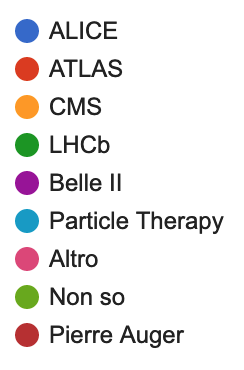 ALICE
ATLAS
CMS
LHCb
Belle II
Particle Therapy
Altro
Non so
Pierre Auger